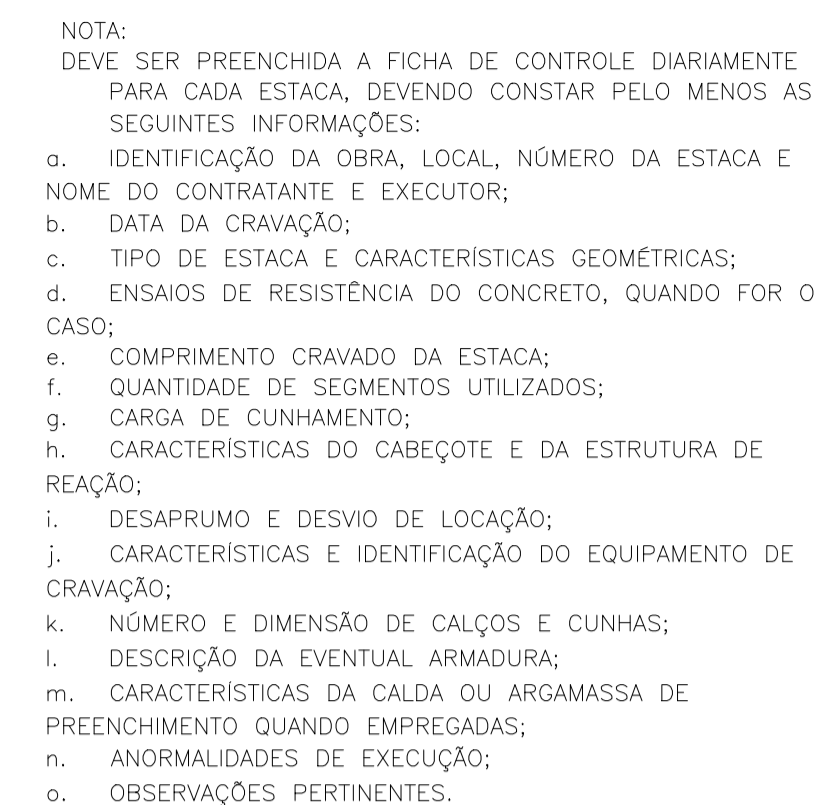 NOTA:
DEVE SER PREENCHIDA A FICHA DE CONTROLE DIARIAMENTE
PARA CADA ESTACA, DEVENDO CONSTAR PELO MENOS AS
SEGUINTES INFORMAÇÕES:
a. IDENTIFICAÇÃO DA OBRA, LOCAL, NÚMERO DA ESTACA E
NOME DO CONTRATANTE E EXECUTOR;
b. DATA DA CRAVAÇÃO;
c. TIPO DE ESTACA E CARACTERÍSTICAS GEOMÉTRICAS;
d. ENSAIOS DE RESISTÊNCIA DO CONCRETO, QUANDO FOR O
CASO;
e. COMPRIMENTO CRAVADO DA ESTACA;
f. QUANTIDADE DE SEGMENTOS UTILIZADOS;
g. CARGA DE CUNHAMENTO;
h. CARACTERÍSTICAS DO CABEÇOTE E DA ESTRUTURA DE
REAÇÃO;
i. DESAPRUMO E DESVIO DE LOCAÇÃO;
j. CARACTERÍSTICAS E IDENTIFICAÇÃO DO EQUIPAMENTO DE
CRAVAÇÃO;
k. NÚMERO E DIMENSÃO DE CALÇOS E CUNHAS;
l. DESCRIÇÃO DA EVENTUAL ARMADURA;
m. CARACTERÍSTICAS DA CALDA OU ARGAMASSA DE
PREENCHIMENTO QUANDO EMPREGADAS;
n. ANORMALIDADES DE EXECUÇÃO;
o. OBSERVAÇÕES PERTINENTES.